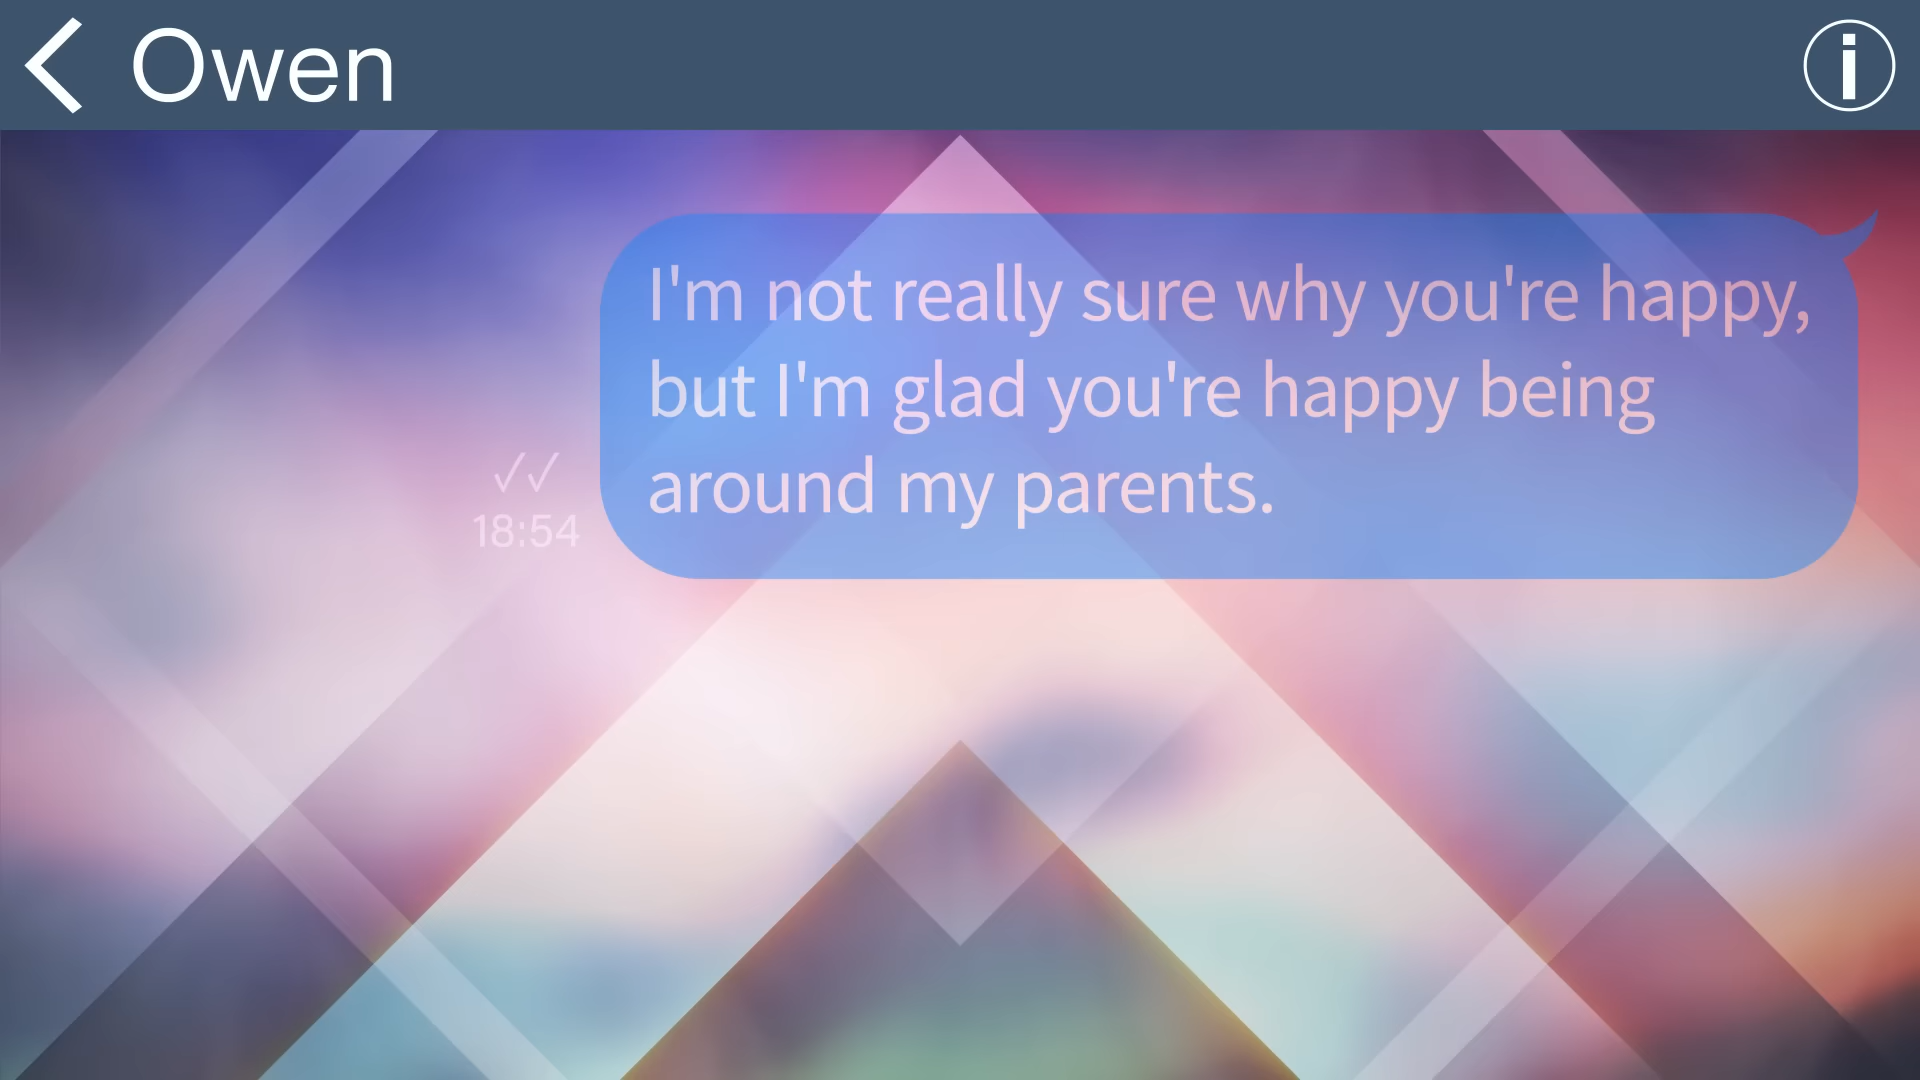 Owen
I'm not really sure why you're happy,
but I'm glad you're happy being
around my parents.
18:54